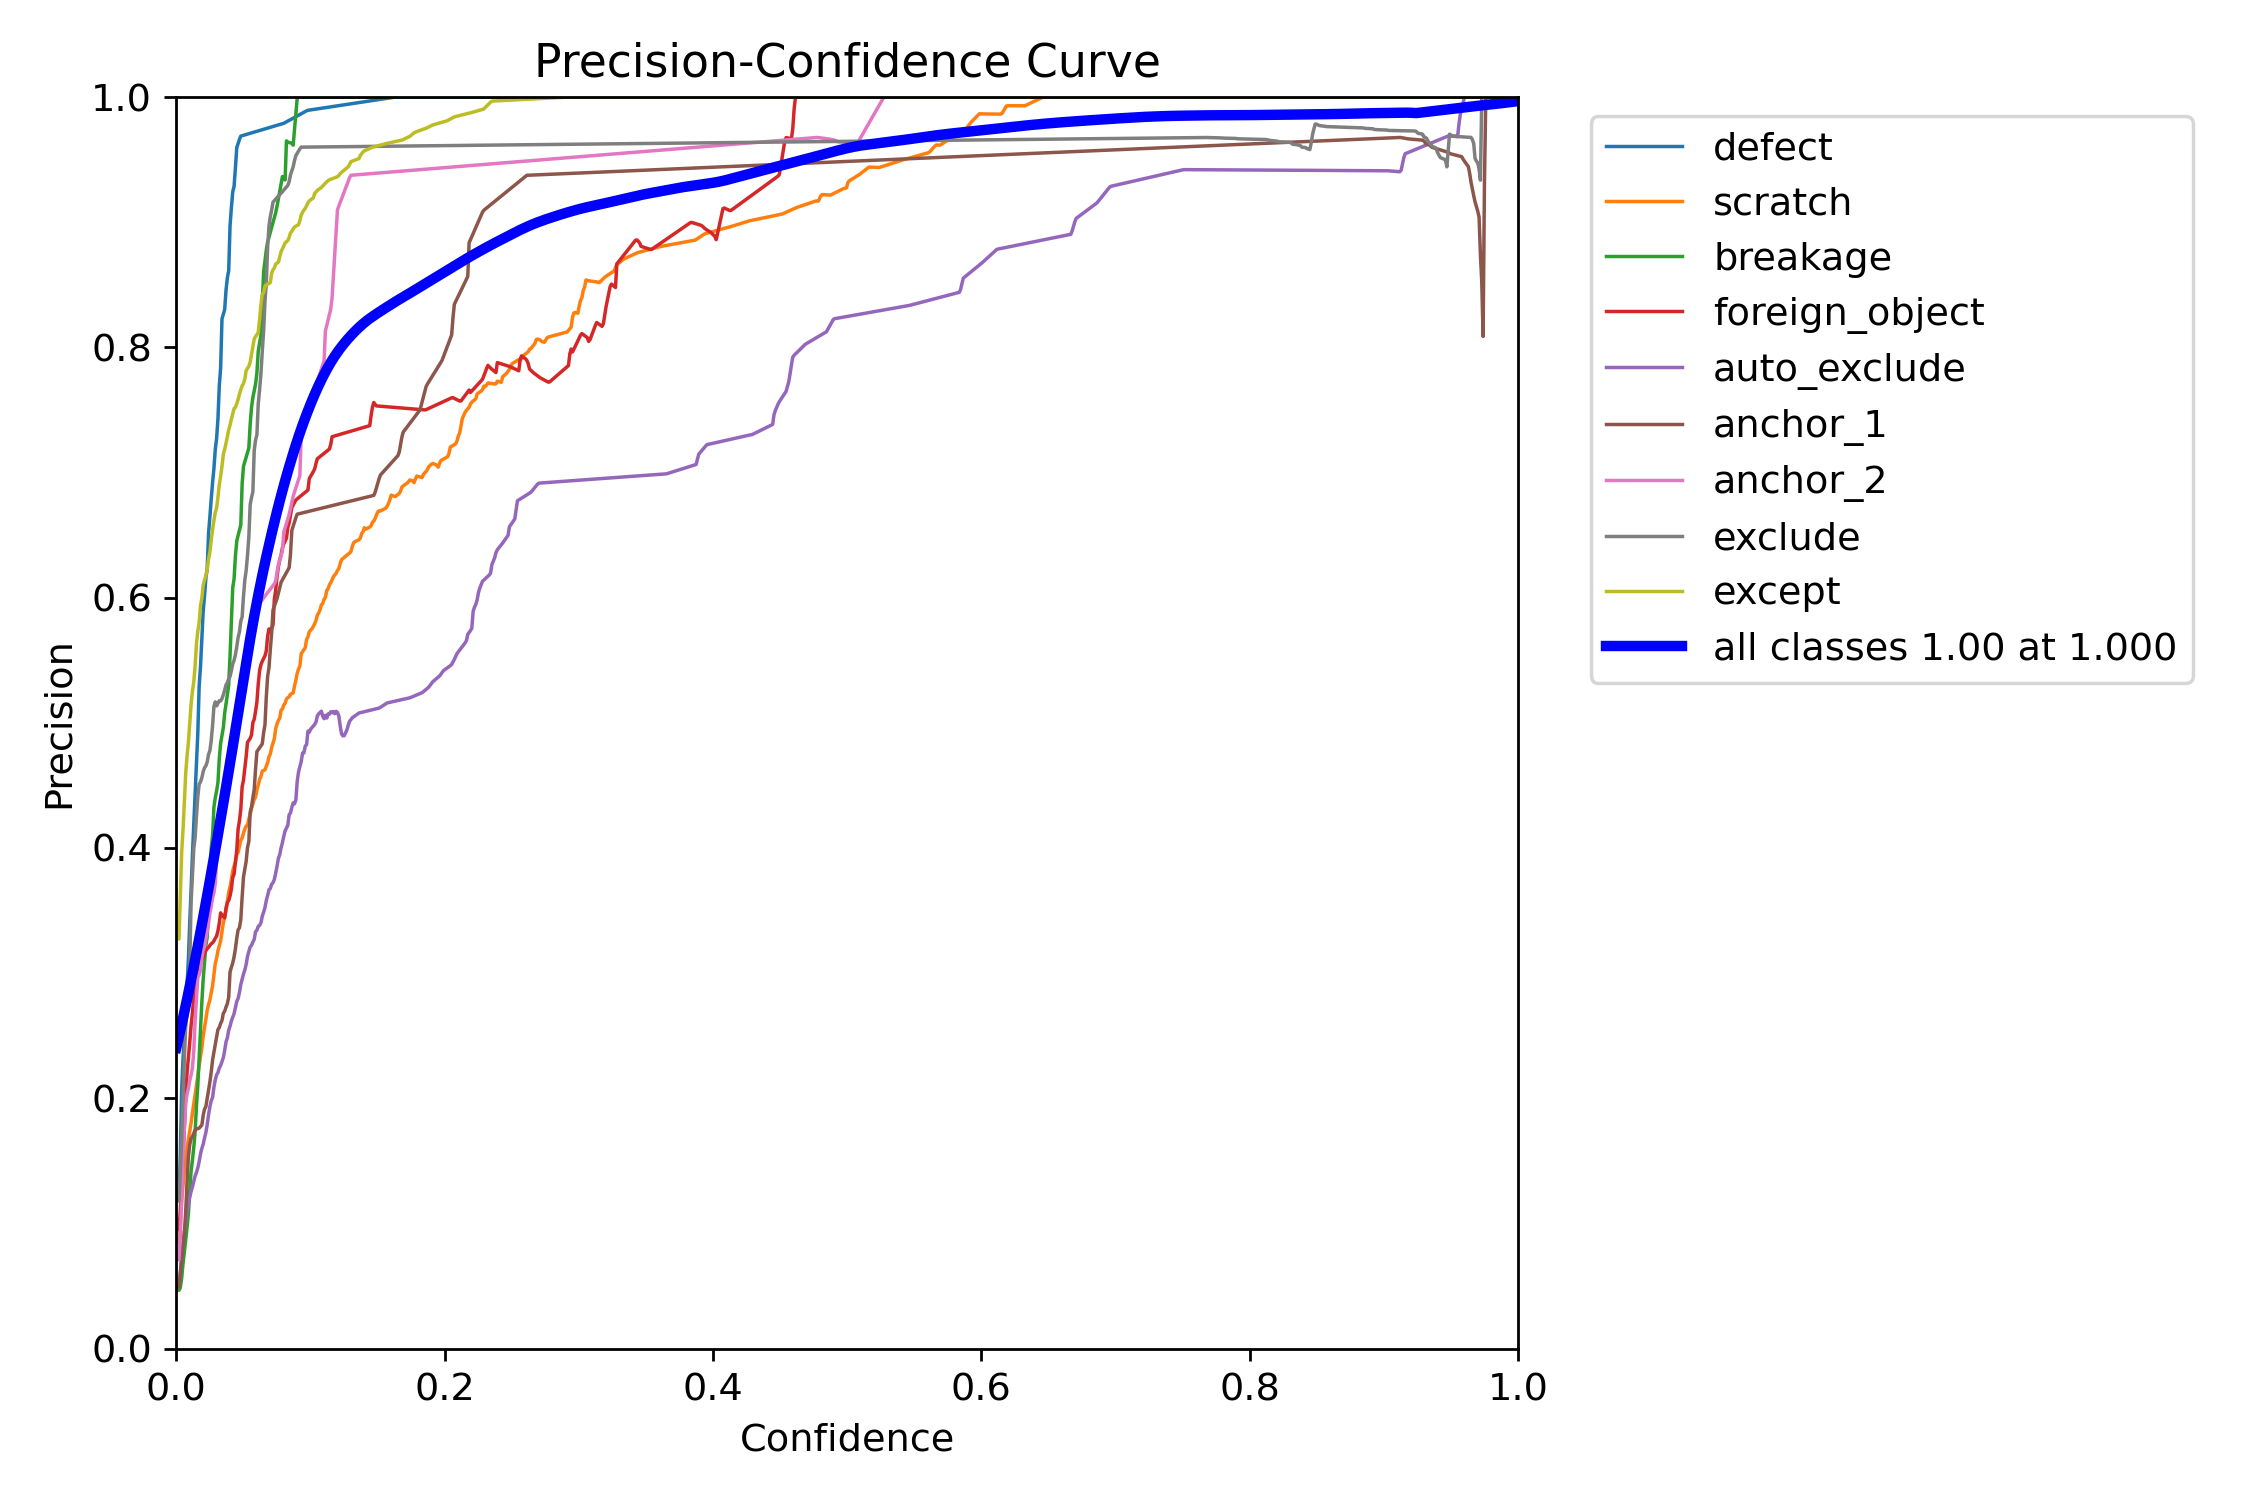 Precision-Confidence Curve
1.0
0.8
0.6
0.4
0.2
0.0
Precision
0.0 0.2 0.4 0.6 0.8 1.0
Confidence
defect
scratch
breakage
foreign_object
auto_exclude
anchor_1
anchor_2
exclude
except
all classes 1.00 at 1.000